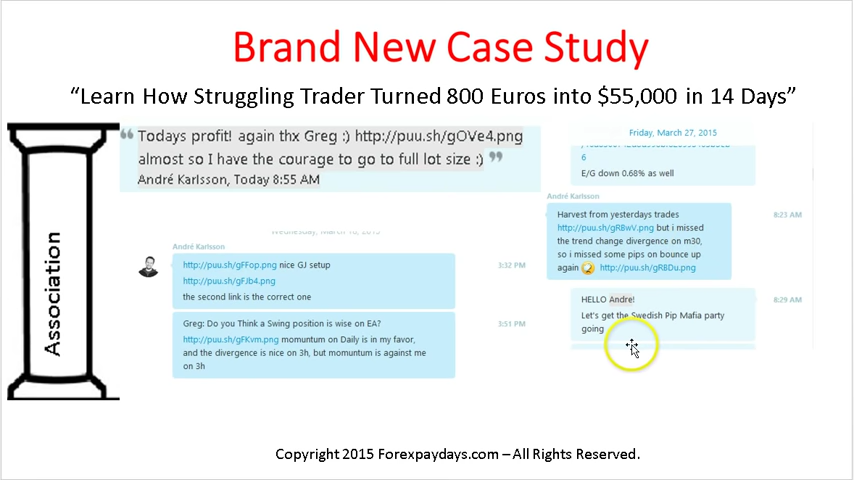 Brand New Case Study
“Learn How Struggling Trader Turned 800 Euros into $55,000 in 14 Days”
Association
“ Todays profit! again thx Greg :) http://puu.sh/gOVe4.png
almost so I have the courage to go to full lot size :) ”
André Karlsson, Today 8:55 AM
André Karlsson
http://puu.sh/gFFop.png nice GJ setup 3:32 PM
http://puu.sh/gFJb4.png
the second link is the correct one
Greg: Do you Think a Swing position is wise on EA? 3:51 PM
http://puu.sh/gFKvm.png momuntum on Daily is in my favor,
and the divergence is nice on 3h, but momuntum is against me
on 3h
Friday, March 27, 2015
6
E/G down 0.68% as well
André Karlsson
Harvest from yesterdays trades 8:23 AM
http://puu.sh/gRBwV.png but i missed
the trend change divergence on m30,
so i missed some pips on bounce up
again http://puu.sh/gRBDu.png
HELLO Andre! 8:29 AM
Let's get the Swedish Pip Mafia party
going
Copyright 2015 Forexpaydays.com – All Rights Reserved.